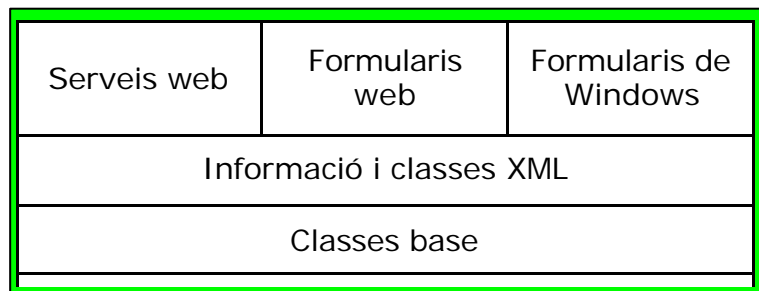 Serveis web
Formularis
web
Formularis de
Windows
Informació i classes XML
Classes base